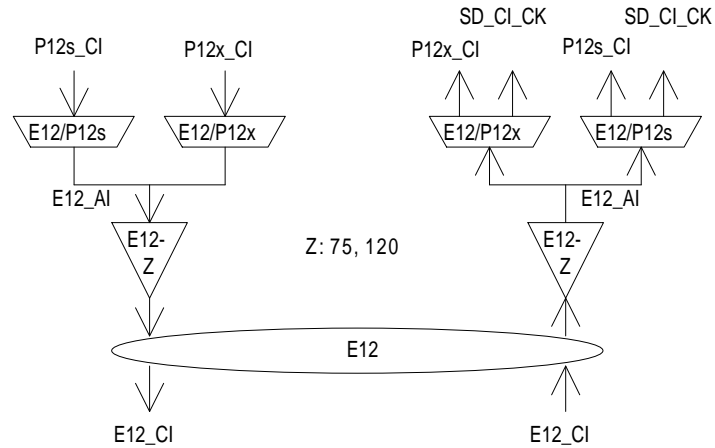 SD_CI_CK SD_CI_CK
P12s_CI P12x_CI P12x_CI P12s_CI
E12/P12s E12/P12x E12/P12x E12/P12s
E12_AI E12_AI
E12-
Z
Z: 75, 120
E12-
Z
E12
E12_CI E12_CI